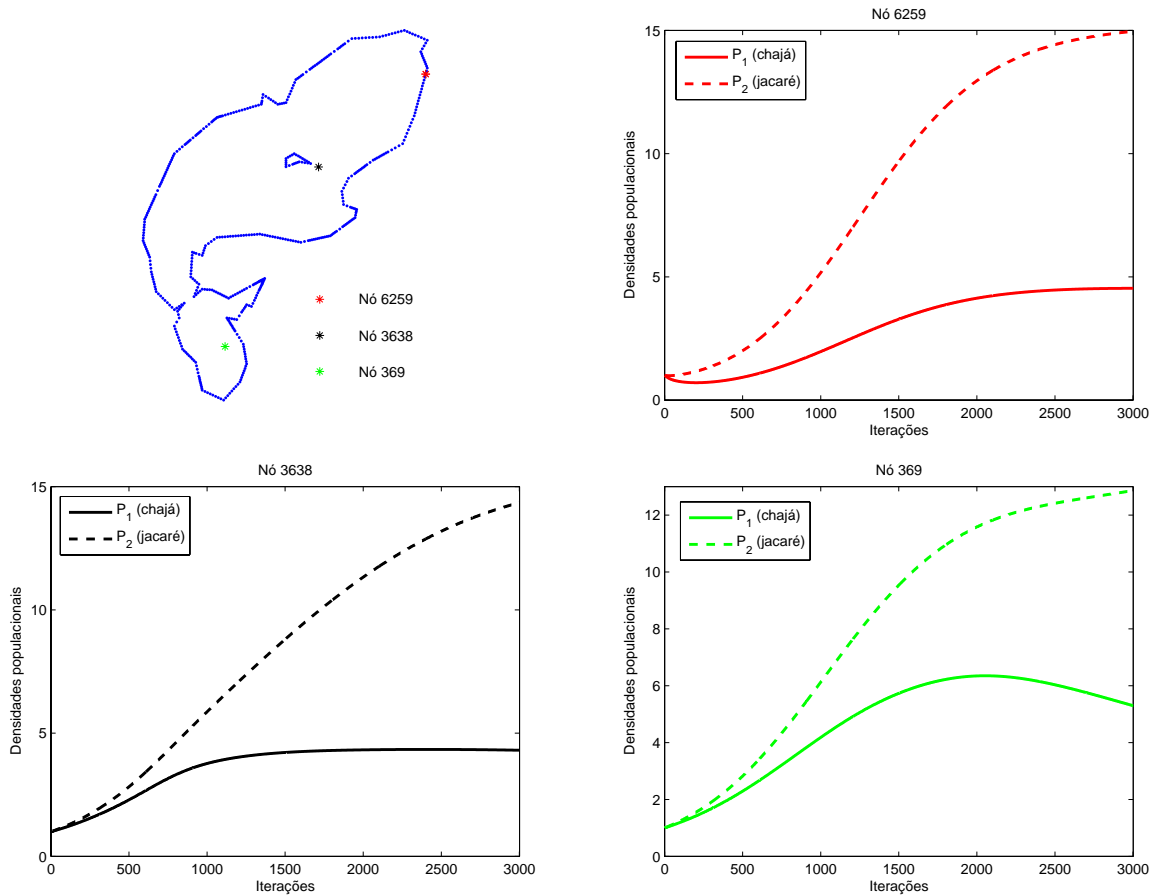 Nó 6259
Nó 3638
Nó 369
Nó 6259
P1 (chajá)
P2 (jacaré)
Densidades populacionais
15
10
5
0
0 500 1000 1500 2000 2500 3000
Iterações
Nó 3638
P1 (chajá)
P2 (jacaré)
Densidades populacionais
15
10
5
0
0 500 1000 1500 2000 2500 3000
Iterações
Nó 369
P1 (chajá)
P2 (jacaré)
Densidades populacionais
12
10
8
6
4
2
0
0 500 1000 1500 2000 2500 3000
Iterações